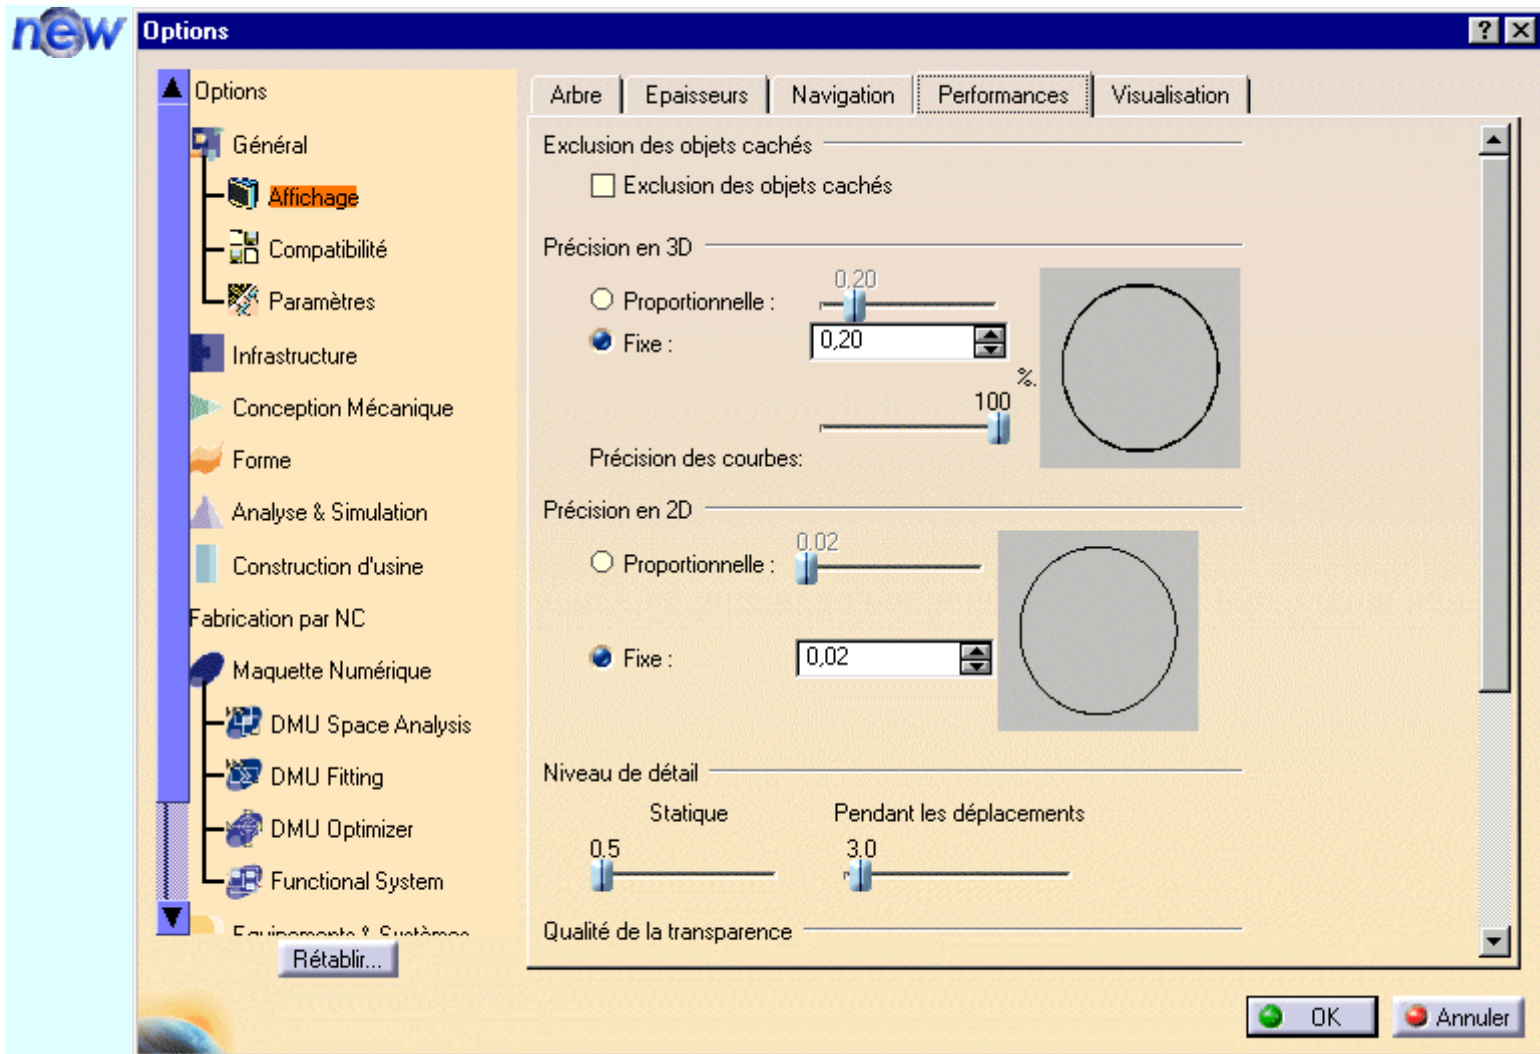 new
Options
Options
Général
Affichage
Compatibilité
Paramètres
Infrastructure
Conception Mécanique
Forme
Analyse & Simulation
Construction d'usine
Fabrication par NC
Maquette Numérique
DMU Space Analysis
DMU Fitting
DMU Optimizer
Functional System
Equipements & Systèmes
Rétablir...
Arbre Epaisseurs Navigation Performances Visualisation
Exclusion des objets cachés
Exclusion des objets cachés
Précision en 3D
0,20
Proportionnelle :
Fixe : 0,20
%.
100
Précision des courbes:
Précision en 2D
0,02
Proportionnelle :
Fixe : 0,02
Niveau de détail
Statique Pendant les déplacements
0.5 3.0
Qualité de la transparence
OK Annuler